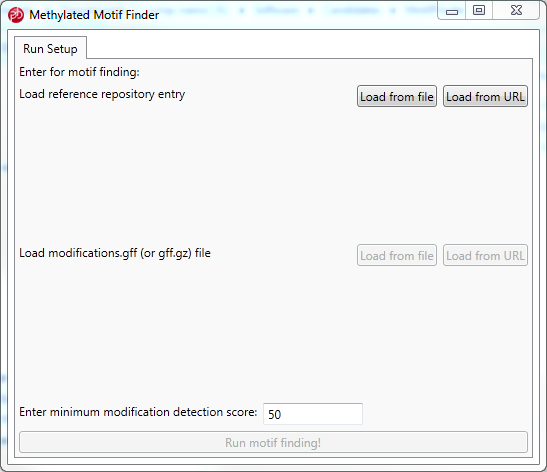 Methylated Motif Finder
Run Setup
Enter for motif finding:
Load reference repository entry
Load from file
Load from URL
Load modifications.gff (or gff.gz) file
Load from file
Load from URL
Enter minimum modification detection score:
50
Run motif finding!